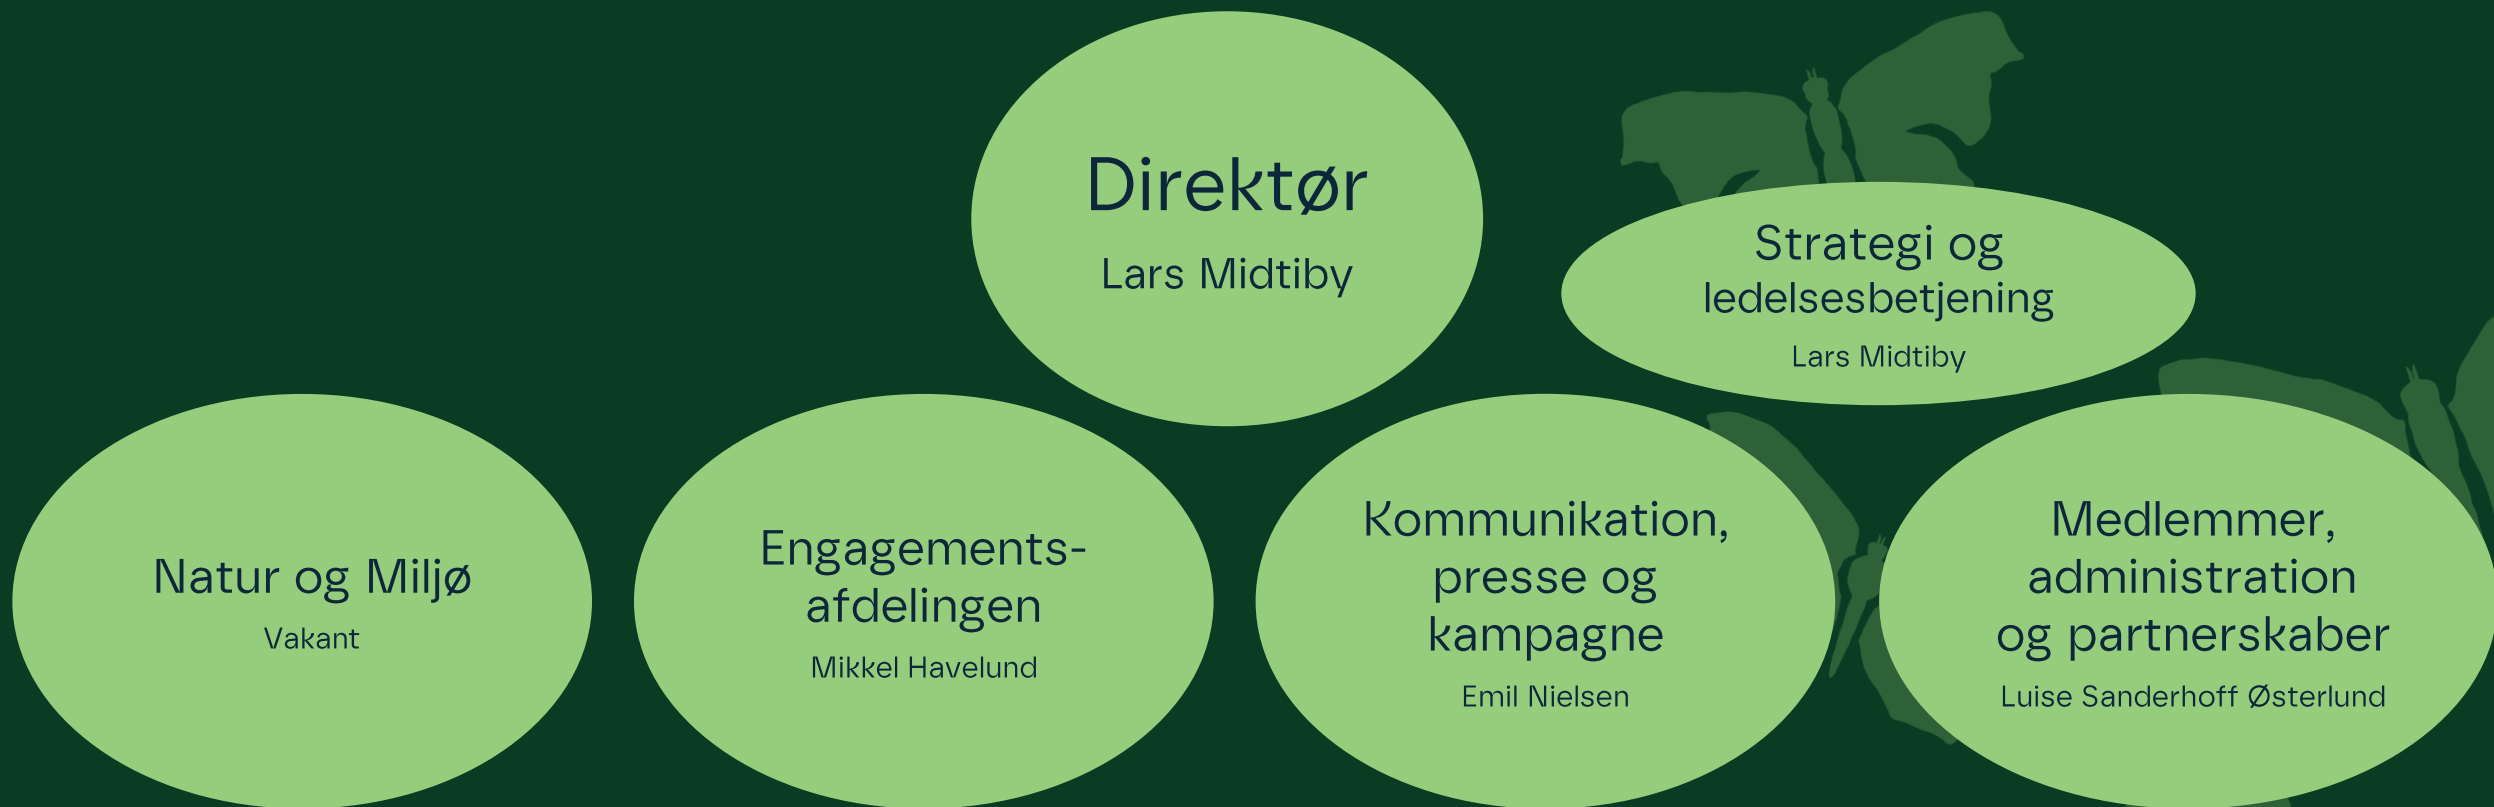 Direktør
Lars Midtiby
Strategi og
ledelsesbetjening
Lars Midtiby
Natur og Miljø
Vakant
Engagements-
afdelingen
Mikkel Havelund
Kommunikation,
presse og
kampagne
Emil Nielsen
Medlemmer,
administration
og partnerskaber
Luise Sanderhoff Østerlund